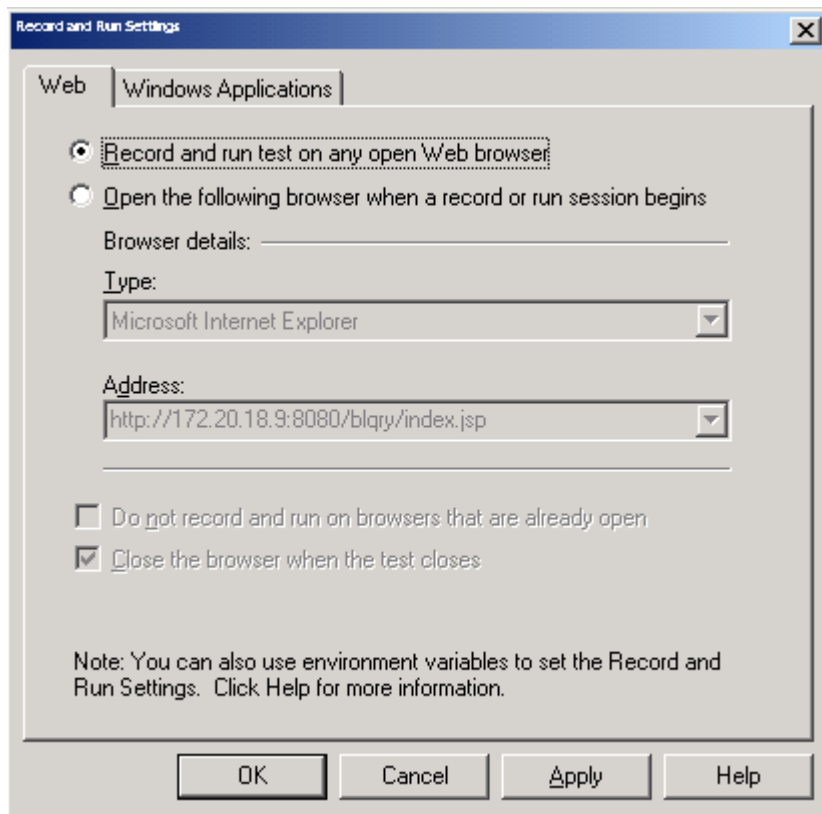 Record and Run Settings
Web
Windows Applications
Record and run test on any open Web browser
Open the following browser when a record or run session begins
Browser details:
Type:
Microsoft Internet Explorer
Address:
http://172.20.18.9:8080/blqry/index.jsp
Do not record and run on browsers that are already open
Close the browser when the test closes
Note: You can also use environment variables to set the Record and
Run Settings.  Click Help for more information.
OK
Cancel
Apply
Help